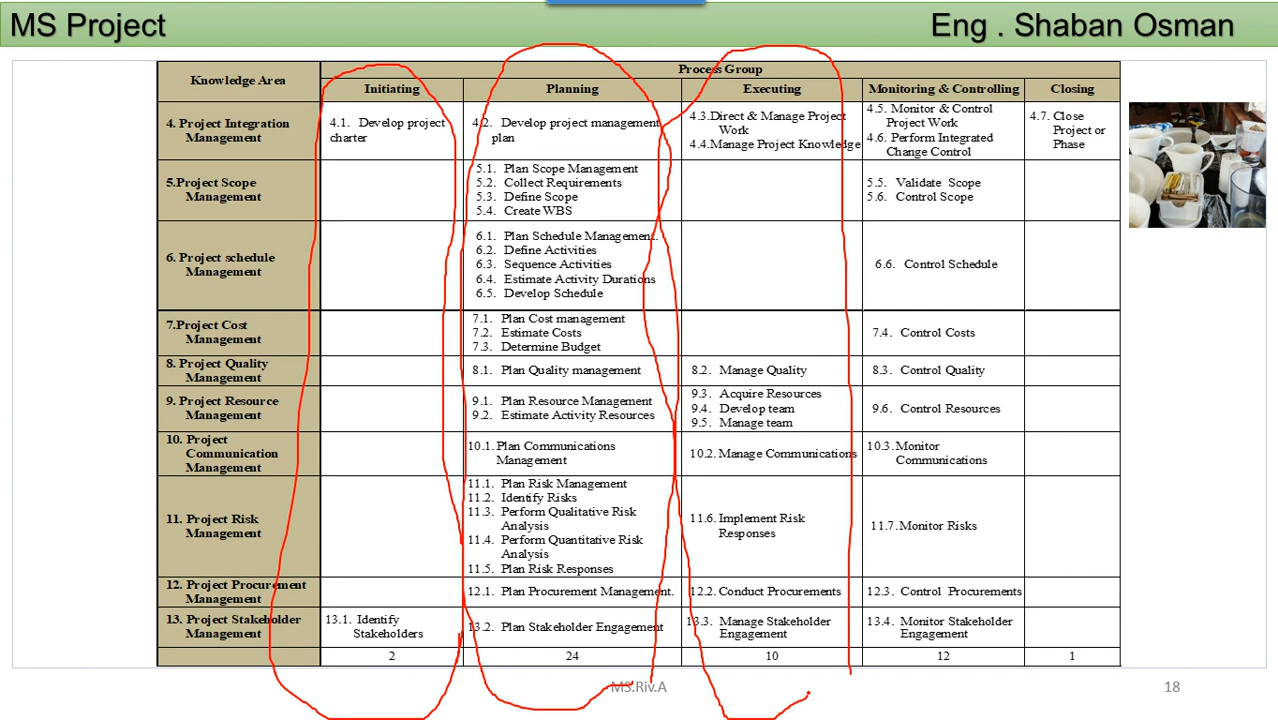 MS Project
Eng . Shaban Osman
Knowledge Area
Process Group
Initiating
Planning
Executing
Monitoring & Controlling
Closing
4. Project Integration
Management
4.1. Develop project
charter
4.2. Develop project management
plan
4.3.Direct & Manage Project
Work
4.4.Manage Project Knowledge
4.5. Monitor & Control
Project Work
4.6. Perform Integrated
Change Control
4.7. Close
Project or
Phase
5.Project Scope
Management
5.1. Plan Scope Management
5.2. Collect Requirements
5.3. Define Scope
5.4. Create WBS
5.5. Validate Scope
5.6. Control Scope
6. Project schedule
Management
6.1. Plan Schedule Management.
6.2. Define Activities
6.3. Sequence Activities
6.4. Estimate Activity Durations
6.5. Develop Schedule
6.6. Control Schedule
7.Project Cost
Management
7.1. Plan Cost management
7.2. Estimate Costs
7.3. Determine Budget
7.4. Control Costs
8. Project Quality
Management
8.1. Plan Quality management
8.2. Manage Quality
8.3. Control Quality
9. Project Resource
Management
9.1. Plan Resource Management
9.2. Estimate Activity Resources
9.3. Acquire Resources
9.4. Develop team
9.5. Manage team
9.6. Control Resources
10. Project
Communication
Management
10.1. Plan Communications
Management
10.2. Manage Communications
10.3. Monitor
Communications
11. Project Risk
Management
11.1. Plan Risk Management
11.2. Identify Risks
11.3. Perform Qualitative Risk
Analysis
11.4. Perform Quantitative Risk
Analysis
11.5. Plan Risk Responses
11.6. Implement Risk
Responses
11.7. Monitor Risks
12. Project Procurement
Management
12.1. Plan Procurement Management.
12.2. Conduct Procurements
12.3. Control Procurements
13. Project Stakeholder
Management
13.1. Identify
Stakeholders
13.2. Plan Stakeholder Engagement
13.3. Manage Stakeholder
Engagement
13.4. Monitor Stakeholder
Engagement
2
24
10
12
1
MS.Riv.A
18